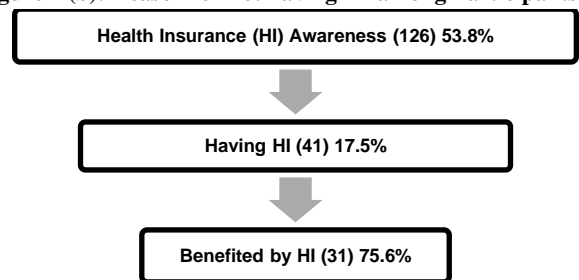 Health Insurance (HI) Awareness (126) 53.8%
Having HI (41) 17.5%
Benefited by HI (31) 75.6%